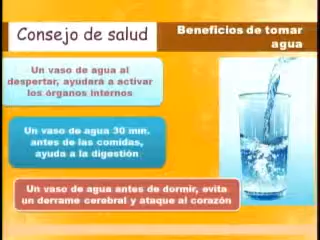 Consejo de salud
Beneficios de tomar
agua
Un vaso de agua al
despertar, ayudará a activar
los órganos internos
Un vaso de agua 30 min.
antes de las comidas,
ayuda a la digestión
Un vaso de agua antes de dormir, evita
un derrame cerebral y ataque al corazón